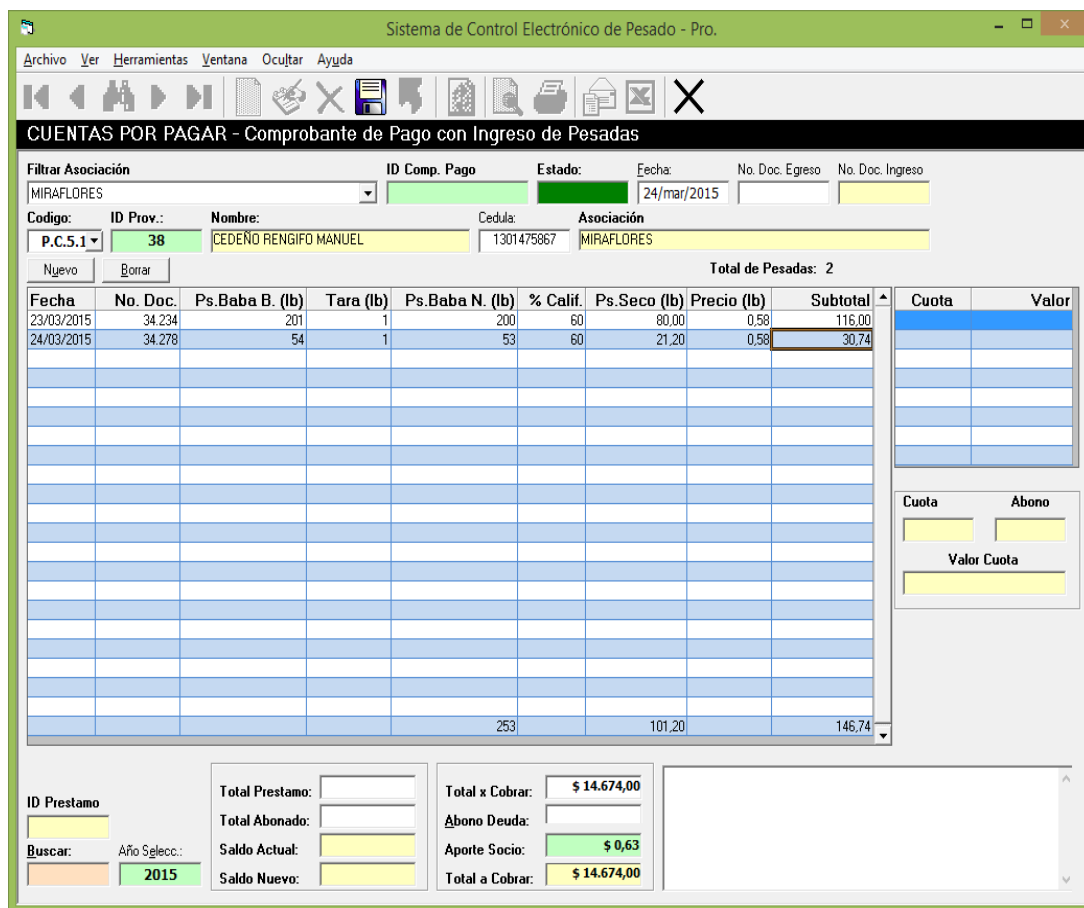 Sistema de Control Electrónico de Pesado - Pro.
Archivo Ver Herramientas Ventana Ocultar Ayuda
CUENTAS POR PAGAR - Comprobante de Pago con Ingreso de Pesadas
Filtrar Asociación ID Comp. Pago Estado: Fecha: No. Doc. Egreso No. Doc. Ingreso
MIRAFLORES 24/mar/2015
Codigo: ID Prov.: Nombre: Cedula: Asociación
P.C.5.1 38 CEDEÑO RENGIFO MANUEL 1301475867 MIRAFLORES
Nuevo Borrar Total de Pesadas: 2
Fecha No. Doc. Ps.Baba B. (lb) Tara (lb) Ps.Baba N. (lb) % Calif. Ps.Seco (lb) Precio (lb) Subtotal Cuota Valor
23/03/2015 34.234 201 1 200 60 80,00 0,58 116,00
24/03/2015 34.278 54 1 53 60 21,20 0,58 30,74
Cuota Abono
Valor Cuota
253 101,20 146,74
Total Prestamo: Total x Cobrar: $ 14.674,00
ID Prestamo
Total Abonado: Abono Deuda:
Buscar: Año Selecc.: Saldo Actual: Aporte Socio: $ 0,63
2015 Saldo Nuevo: Total a Cobrar: $ 14.674,00